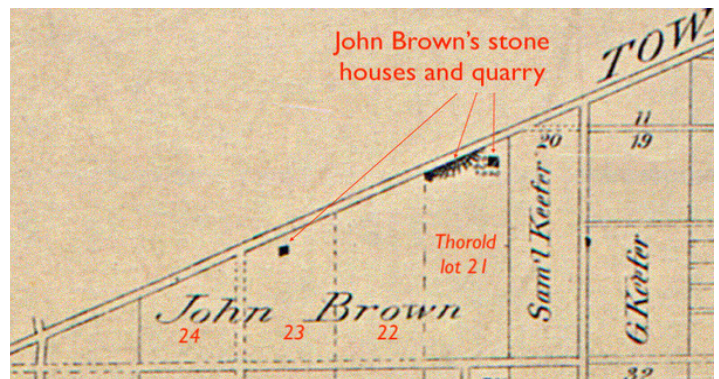 John Brown's stone
houses and quarry
TOW
11
20 19
Sam'l Keefer
Thorold
lot 21
G Keefer
John Brown
24 23 22
32